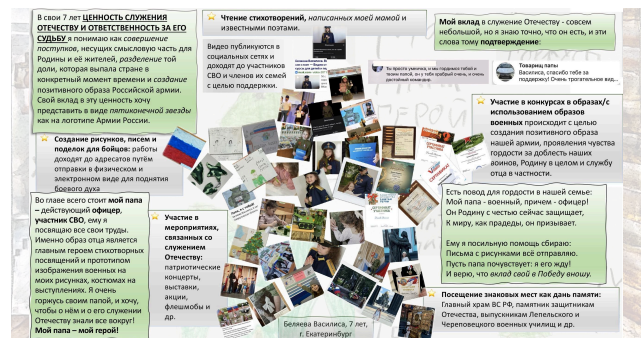 В свои 7 лет ЦЕННОСТЬ СЛУЖЕНИЯ
ОТЕЧЕСТВУ И ОТВЕТСТВЕННОСТЬ ЗА ЕГО
СУДЬБУ я понимаю как совершение
поступков, несущих смысловую часть для
Родины и её жителей, разделение той
доли, которая выпала стране в
конкретный момент времени и создание
позитивного образа Российской армии.
Свой вклад в эту ценность хочу
представить в виде пятиконечной звезды
как на логотипе Армии России.
Чтение стихотворений, написанных моей мамой и
известными поэтами.
Видео публикуются в
социальных сетях и
доходят до участников
СВО и членов их семей
с целью поддержки.
Мой вклад в служение Отечеству - совсем
небольшой, но я знаю точно, что он есть, и эти
слова тому подтверждение:
Товарищ папы
Василиса, спасибо тебе за
поддержку! Очень трогательное вид...
Создание рисунков, писем и
поделок для бойцов: работы
доходят до адресатов путём
отправки в физическом и
электронном виде для поднятия
боевого духа
Участие в конкурсах в образах/с
использованием образов
военных происходит с целью
создания позитивного образа
нашей армии, проявления чувства
гордости за доблесть наших
воинов, Родину в целом и службу
отца в частности.
Во главе всего стоит мой папа
– действующий офицер,
участник СВО, ему я
посвящаю все свои труды.
Именно образ отца является
главным героем стихотворных
посвящений и прототипом
изображения военных на
моих рисунках, костюмах на
выступлениях. Я очень
горжусь своим папой, и хочу,
чтобы о нём и о его служении
Отечеству знали все вокруг!
Мой папа – мой герой!
Участие в
мероприятиях,
связанных со
служением
Отечеству:
патриотические
концерты,
выставки,
акции,
флешмобы и
др.
Есть повод для гордости в нашей семье:
Мой папа - военный, причем - офицер!
Он Родину с честью сейчас защищает,
К миру, как прадеды, он призывает.
Ему я посильную помощь собираю:
Письма с рисунками всё отправляю.
Пусть папа почувствует: я его жду!
И верю, что вклад свой в Победу вношу.
Посещение знаковых мест как дань памяти:
Главный храм ВС РФ, памятник защитникам
Отечества, выпускникам Лепельского и
Череповецкого военных училищ и др.
Беляева Василиса, 7 лет,
г. Екатеринбург